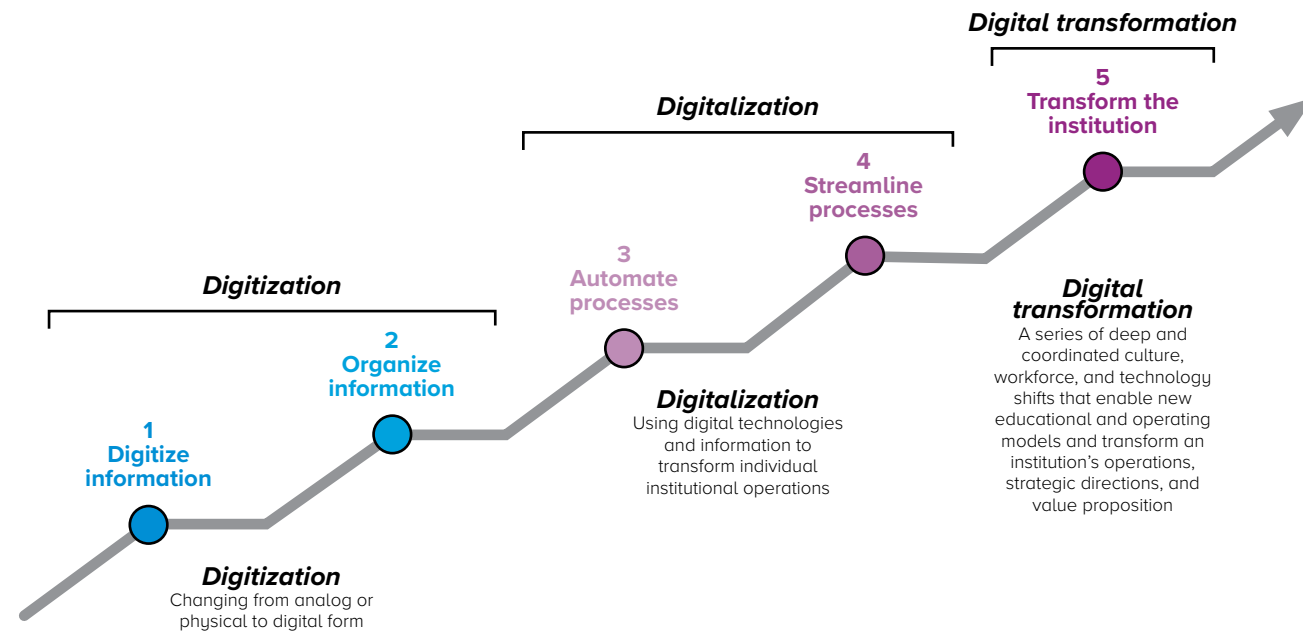 Digital transformation
5
Transform the
institution
Digitalization
4
Streamline
processes
3
Automate
processes
Digitization
2
Organize
information
1
Digitize
information
Digitization
Changing from analog or
physical to digital form
Digitalization
Using digital technologies
and information to
transform individual
institutional operations
Digital
transformation
A series of deep and
coordinated culture,
workforce, and technology
shifts that enable new
educational and operating
models and transform an
institution’s operations,
strategic directions, and
value proposition